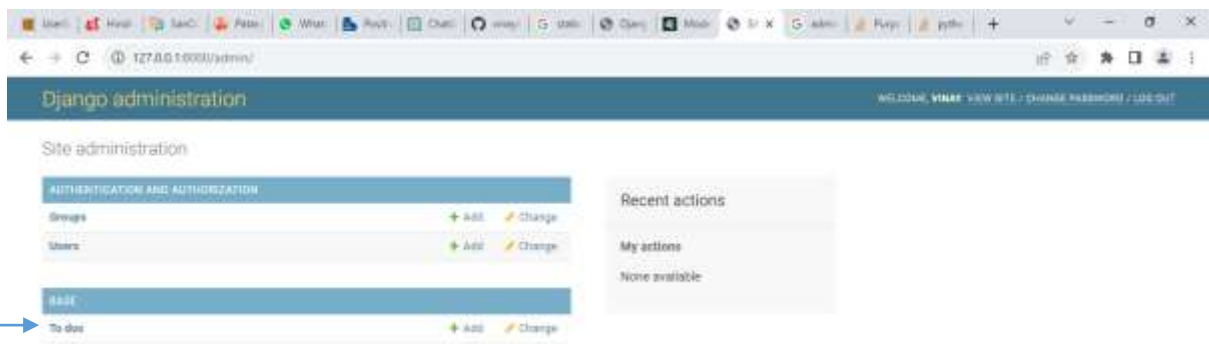 What
Chat
127.0.0.1:8000/admin/
Django administration
WELCOME, VINAY. VIEW SITE / CHANGE PASSWORD / LOG OUT
Site administration
AUTHENTICATION AND AUTHORIZATION
Groups + Add Change
Users + Add Change
BASE
To dos + Add Change
Recent actions
My actions
None available